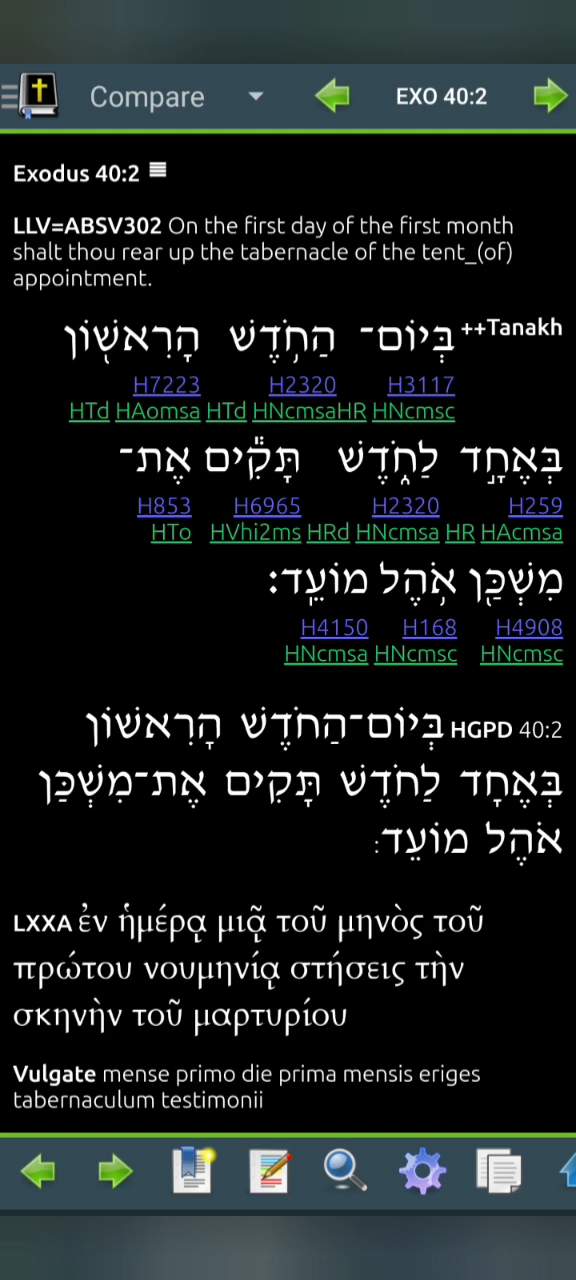 Compare
EXO 40:2
Exodus 40:2
LLV=ABSV302 On the first day of the first month
shalt thou rear up the tabernacle of the tent_(of)
appointment.
++Tanakh בְּיוֹם־ הַחֹ֥דֶשׁ הָרִאשׁ֖וֹן
H7223 H2320 H3117
HTd HAomsa HTd HNcmsaHR HNcmsc
בְּאֶחָ֣ד לַחֹ֑דֶשׁ תָּקִ֕ים אֶת־
H853 H6965 H2320 H259
HTo HVhi2ms HRd HNcmsa HR HAcmsa
מִשְׁכַּ֖ן אֹ֥הֶל מוֹעֵֽד׃
H4150 H168 H4908
HNcmsa HNcmsc HNcmsc
HGPD 40:2 בְּיוֹם־הַחֹדֶשׁ הָרִאשׁוֹן
בְּאֶחָד לַחֹדֶשׁ תָּקִים אֶת־מִשְׁכַּן
אֹהֶל מוֹעֵד׃
LXXA ἐν ἡμέρᾳ μιᾷ τοῦ μηνὸς τοῦ
πρώτου νουμηνίᾳ στήσεις τὴν
σκηνὴν τοῦ μαρτυρίου
Vulgate mense primo die prima mensis eriges
tabernaculum testimonii